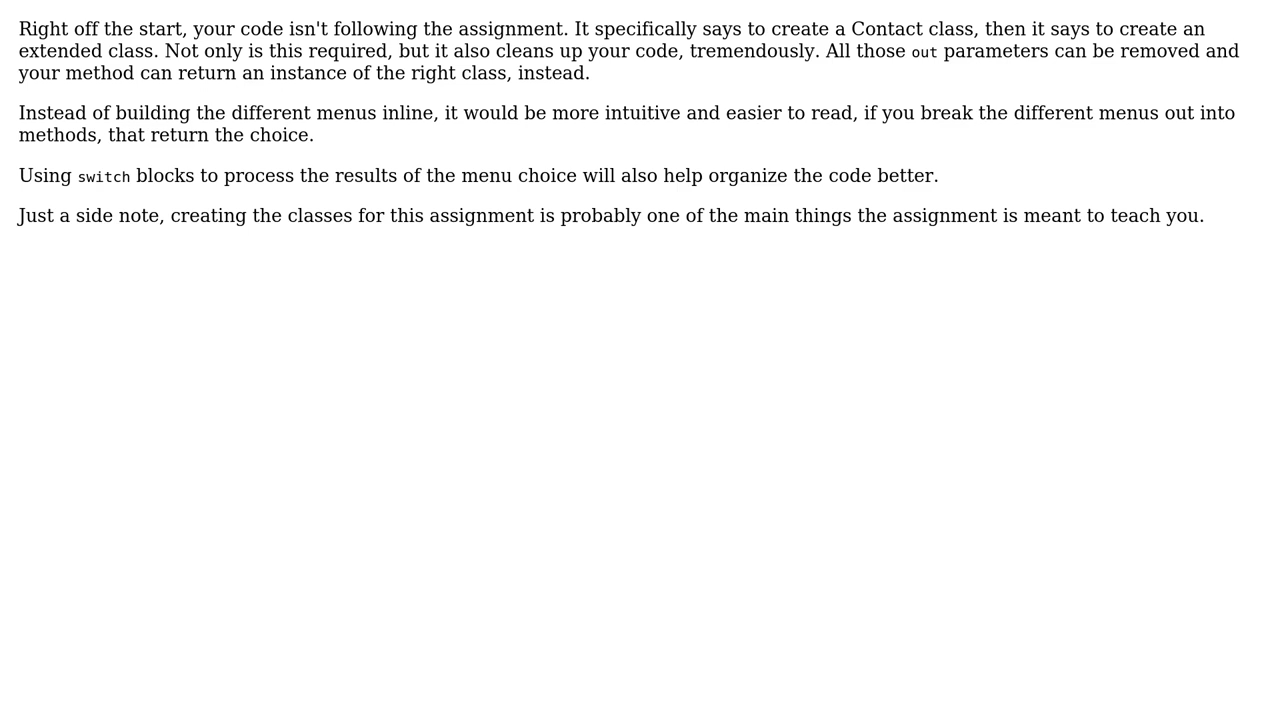 Right off the start, your code isn't following the assignment. It specifically says to create a Contact class, then it says to create an
extended class. Not only is this required, but it also cleans up your code, tremendously. All those out parameters can be removed and
your method can return an instance of the right class, instead.
Instead of building the different menus inline, it would be more intuitive and easier to read, if you break the different menus out into
methods, that return the choice.
Using switch blocks to process the results of the menu choice will also help organize the code better.
Just a side note, creating the classes for this assignment is probably one of the main things the assignment is meant to teach you.